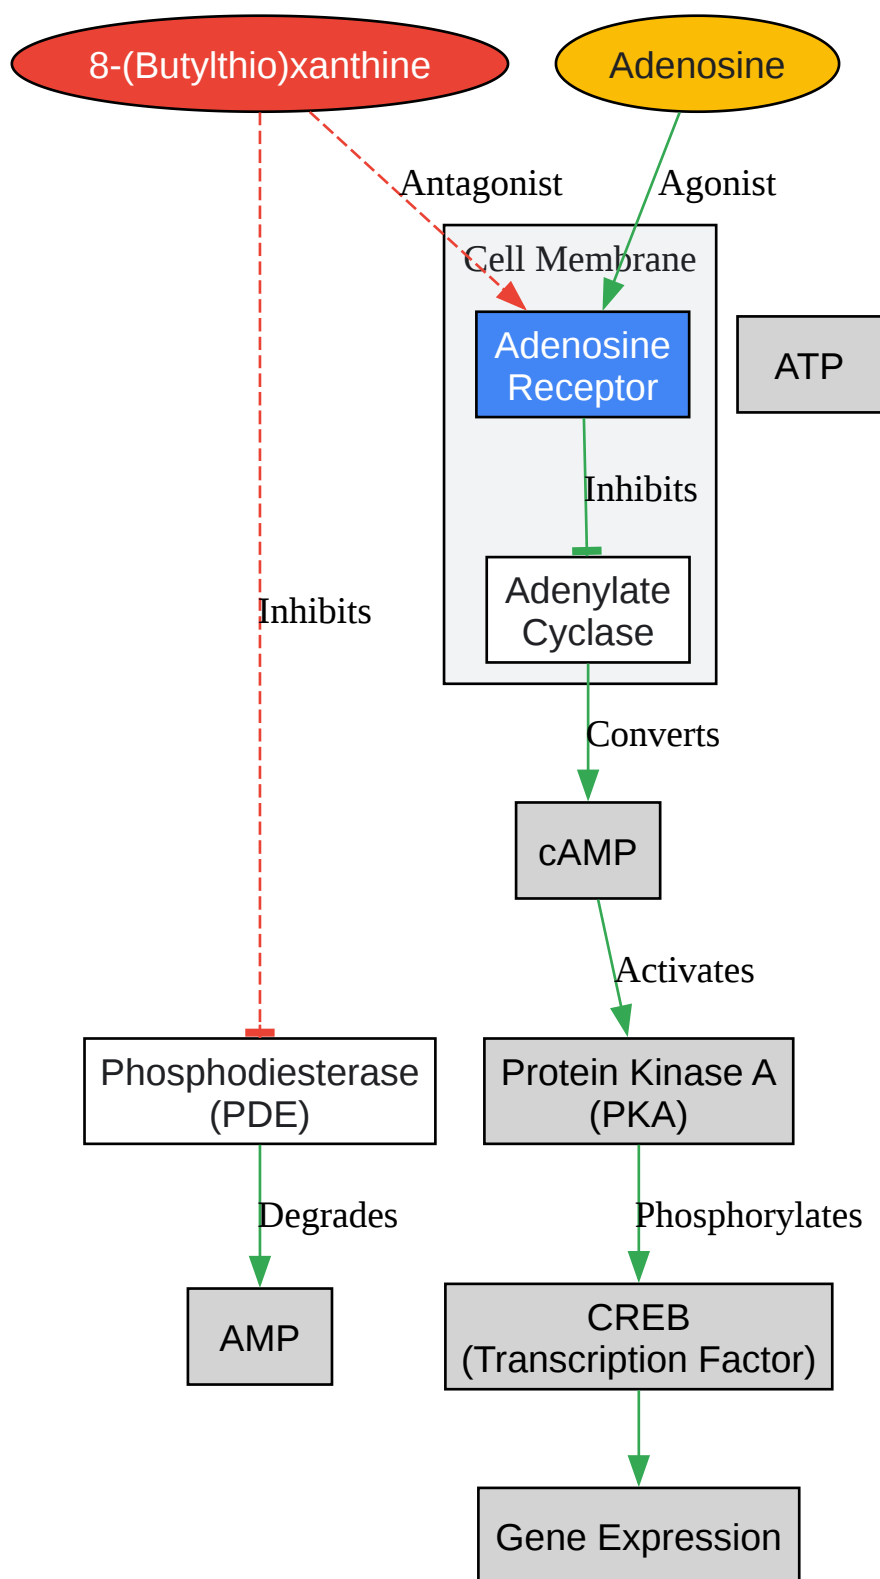 8-(Butylthio)xanthine
Adenosine
Antagonist
Agonist
Cell Membrane
Adenosine
Receptor
ATP
Inhibits
Adenylate
Cyclase
Inhibits
Converts
cAMP
Activates
Phosphodiesterase
(PDE)
Protein Kinase A
(PKA)
Degrades
Phosphorylates
AMP
CREB
(Transcription Factor)
Gene Expression